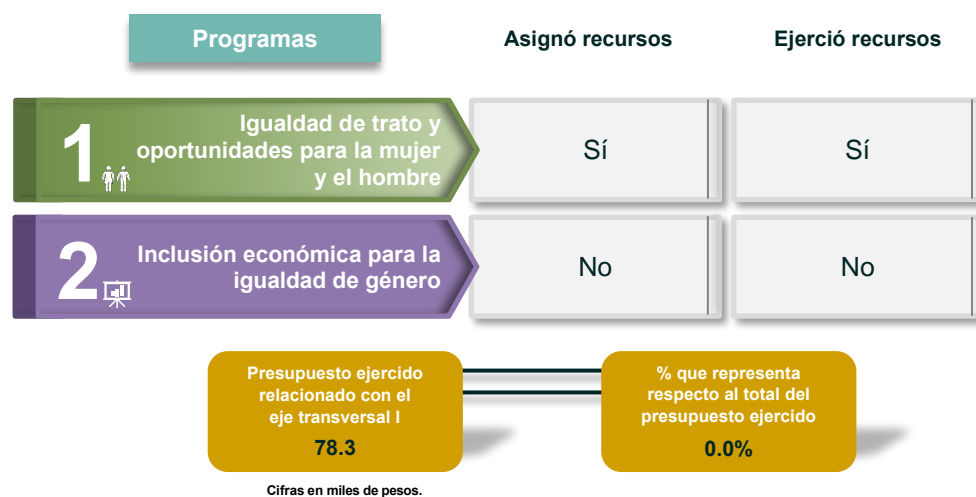 Programas
Asignó recursos
Ejerció recursos
1
Igualdad de trato y
oportunidades para la mujer
y el hombre
Sí
Sí
2
Inclusión económica para la
igualdad de género
No
No
Presupuesto ejercido
relacionado con el
eje transversal I
78.3
% que representa
respecto al total del
presupuesto ejercido
0.0%
Cifras en miles de pesos.